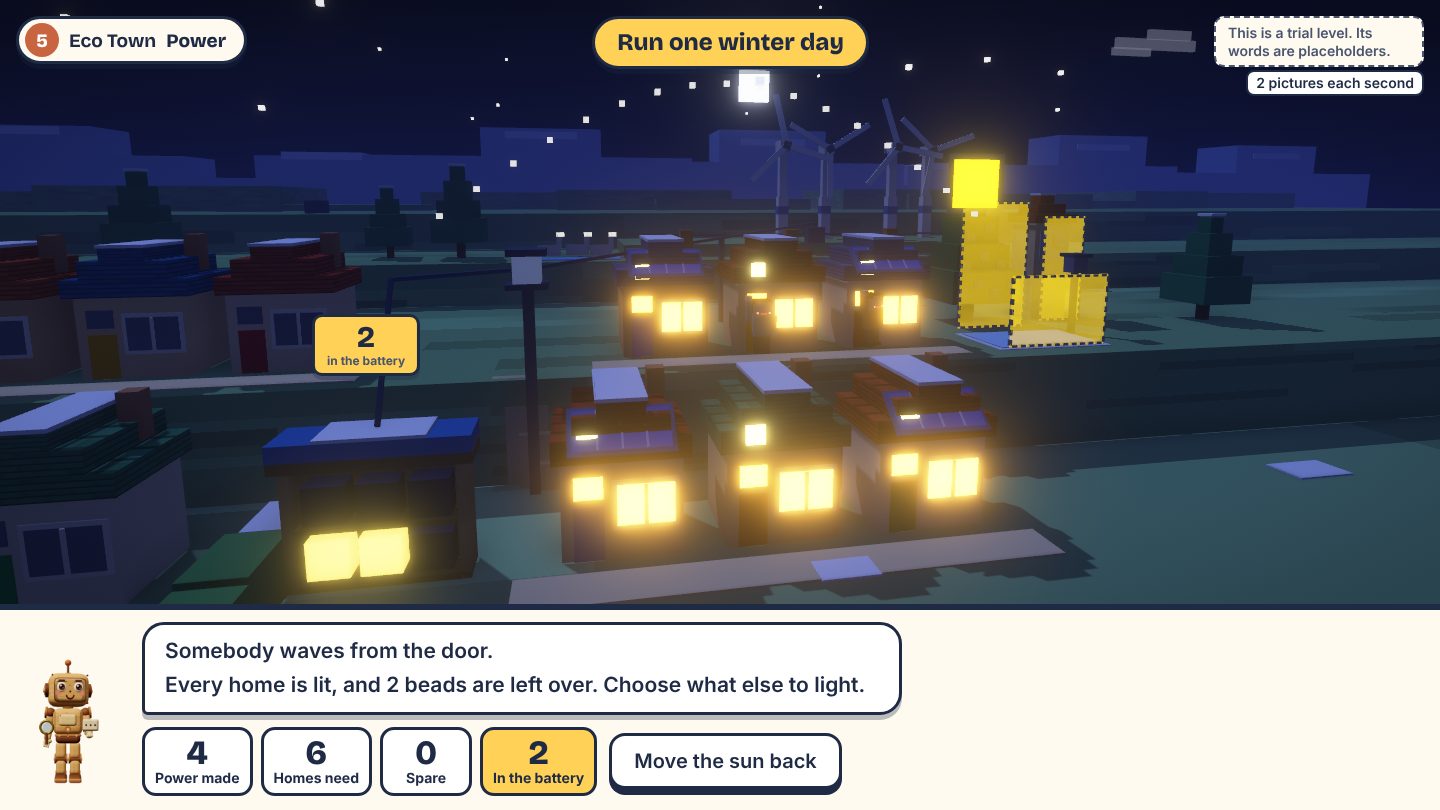 5 Eco Town Power
Run one winter day
This is a trial level. Its
words are placeholders.
2 pictures each second
2
in the battery
Somebody waves from the door.
Every home is lit, and 2 beads are left over. Choose what else to light.
4
Power made
6
Homes need
0
Spare
2
In the battery
Move the sun back